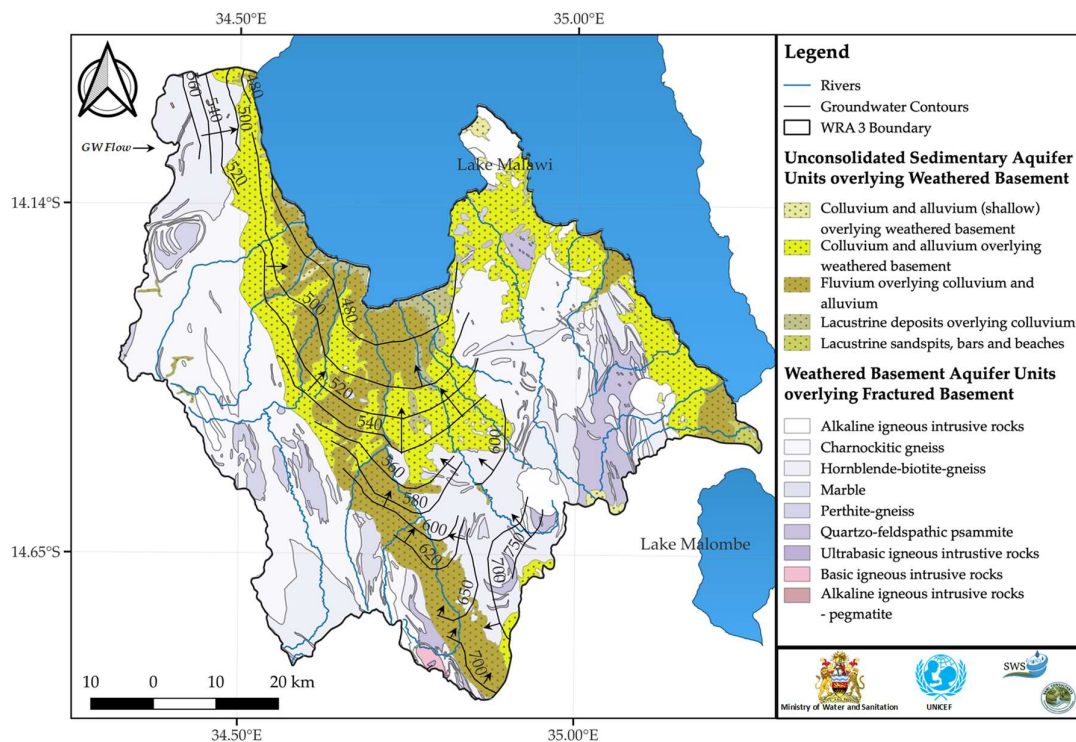 34.50°E
35.00°E
560
540
480
500
520
GW Flow
Lake Malawi
14.14°S
500
480
520
540
600
560
580
600
620
750
700
650
700
14.65°S
Lake Malombe
10 0 10 20 km
34.50°E
35.00°E
Legend
Rivers
Groundwater Contours
WRA 3 Boundary
Unconsolidated Sedimentary Aquifer
Units overlying Weathered Basement
Colluvium and alluvium (shallow)
overlying weathered basement
Colluvium and alluvium overlying
weathered basement
Fluvium overlying colluvium and
alluvium
Lacustrine deposits overlying colluvium
Lacustrine sandspits, bars and beaches
Weathered Basement Aquifer Units
overlying Fractured Basement
Alkaline igneous intrusive rocks
Charnockitic gneiss
Hornblende-biotite-gneiss
Marble
Perthite-gneiss
Quartzo-feldspathic psammite
Ultrabasic igneous intrustive rocks
Basic igneous intrusive rocks
Alkaline igneous intrusive rocks
- pegmatite
Ministry of Water and Sanitation
UNICEF
SWS